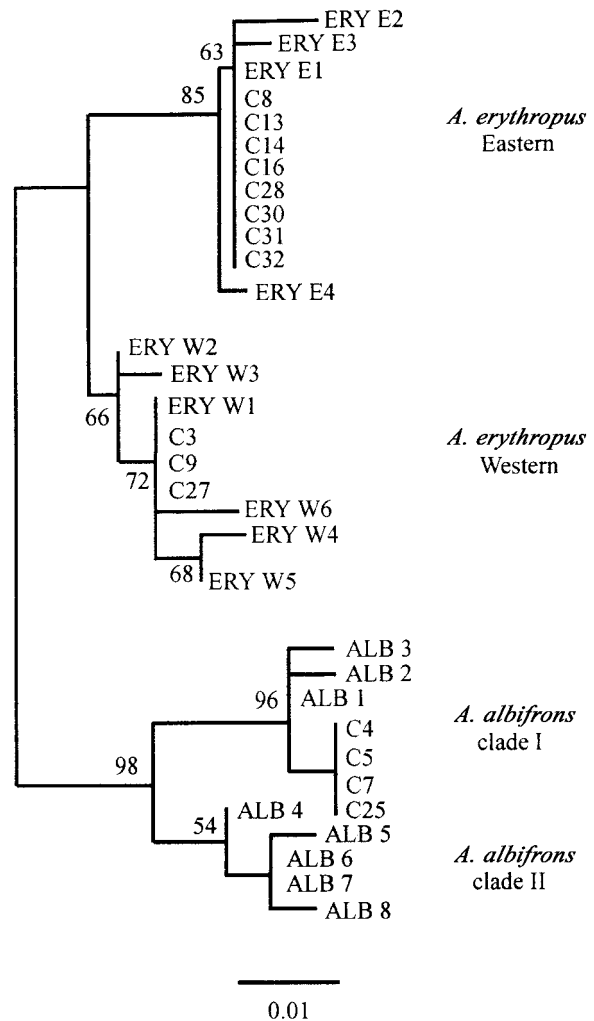 ERY E2
ERY E3
63
ERY E1
85
C8
C13
C14
C16
C28
C30
C31
C32
ERY E4
A. erythropus
Eastern
ERY W2
ERY W3
66
ERY W1
C3
C9
C27
72
ERY W6
ERY W4
68
ERY W5
A. erythropus
Western
ALB 3
ALB 2
96
ALB 1
C4
C5
C7
C25
A. albifrons
clade I
98
ALB 4
54
ALB 5
ALB 6
ALB 7
ALB 8
A. albifrons
clade II
0.01